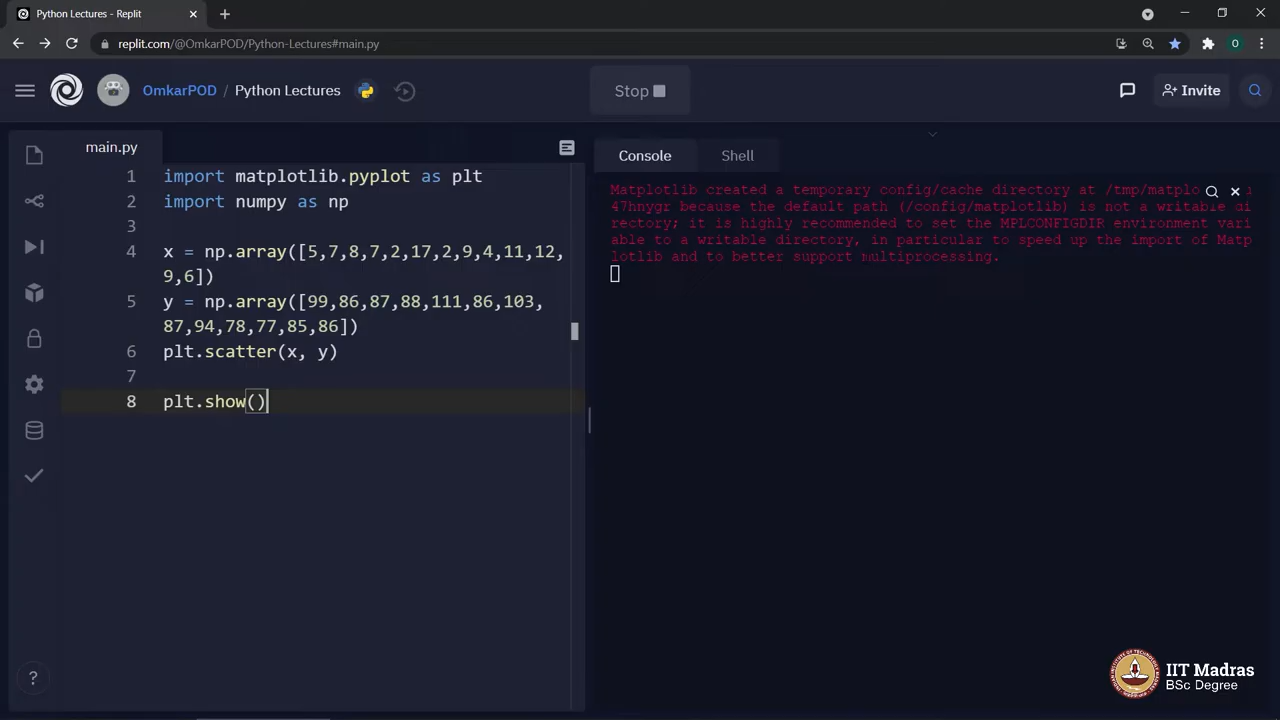 Python Lectures - Replit
replit.com/@OmkarPOD/Python-Lectures#main.py
O
OmkarPOD / Python Lectures
Stop
Invite
main.py
Console
Shell
1 import matplotlib.pyplot as plt
2 import numpy as np
3
4 x = np.array([5,7,8,7,2,17,2,9,4,11,12,
9,6])
5 y = np.array([99,86,87,88,111,86,103,
87,94,78,77,85,86])
6 plt.scatter(x, y)
7
8 plt.show()
Matplotlib created a temporary config/cache directory at /tmp/matplo
47hnygr because the default path (/config/matplotlib) is not a writable di
rectory; it is highly recommended to set the MPLCONFIGDIR environment vari
able to a writable directory, in particular to speed up the import of Matp
lotlib and to better support multiprocessing.
?
IIT Madras
BSc Degree